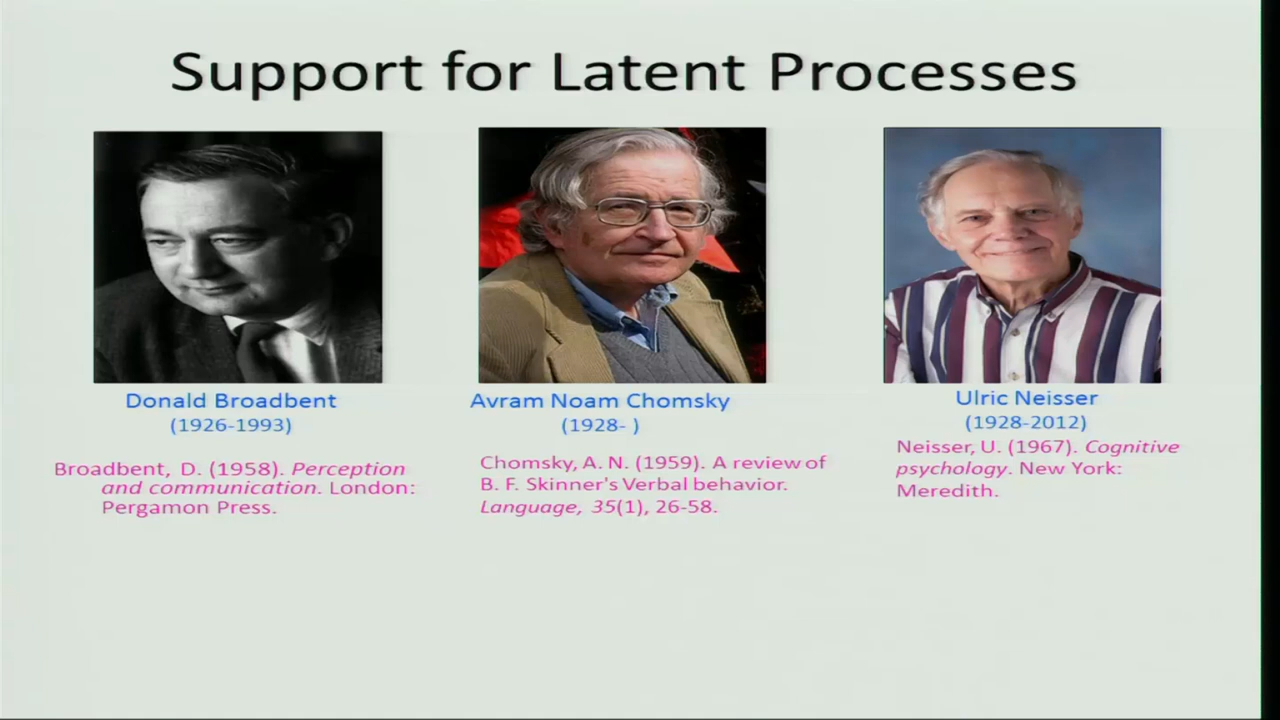 Support for Latent Processes
Donald Broadbent
(1926-1993)
Broadbent, D. (1958). Perception
and communication. London:
Pergamon Press.
Avram Noam Chomsky
(1928- )
Chomsky, A. N. (1959). A review of
B. F. Skinner's Verbal behavior.
Language, 35(1), 26-58.
Ulric Neisser
(1928-2012)
Neisser, U. (1967). Cognitive
psychology. New York:
Meredith.